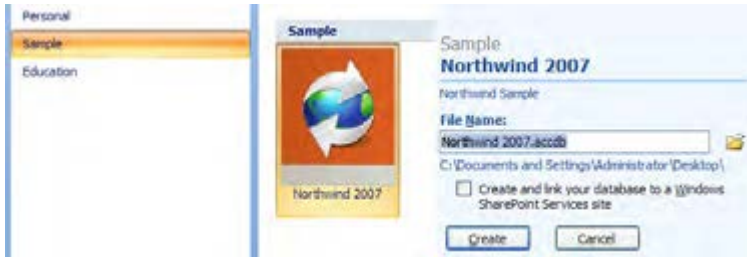 Personal
Sample
Education
Sample
Northwind 2007
Sample
Northwind 2007
Northwind Sample
File Name:
Northwind 2007.accdb
C:\Documents and Settings\Administrator\Desktop\
Create and link your database to a Windows
SharePoint Services site
Create
Cancel